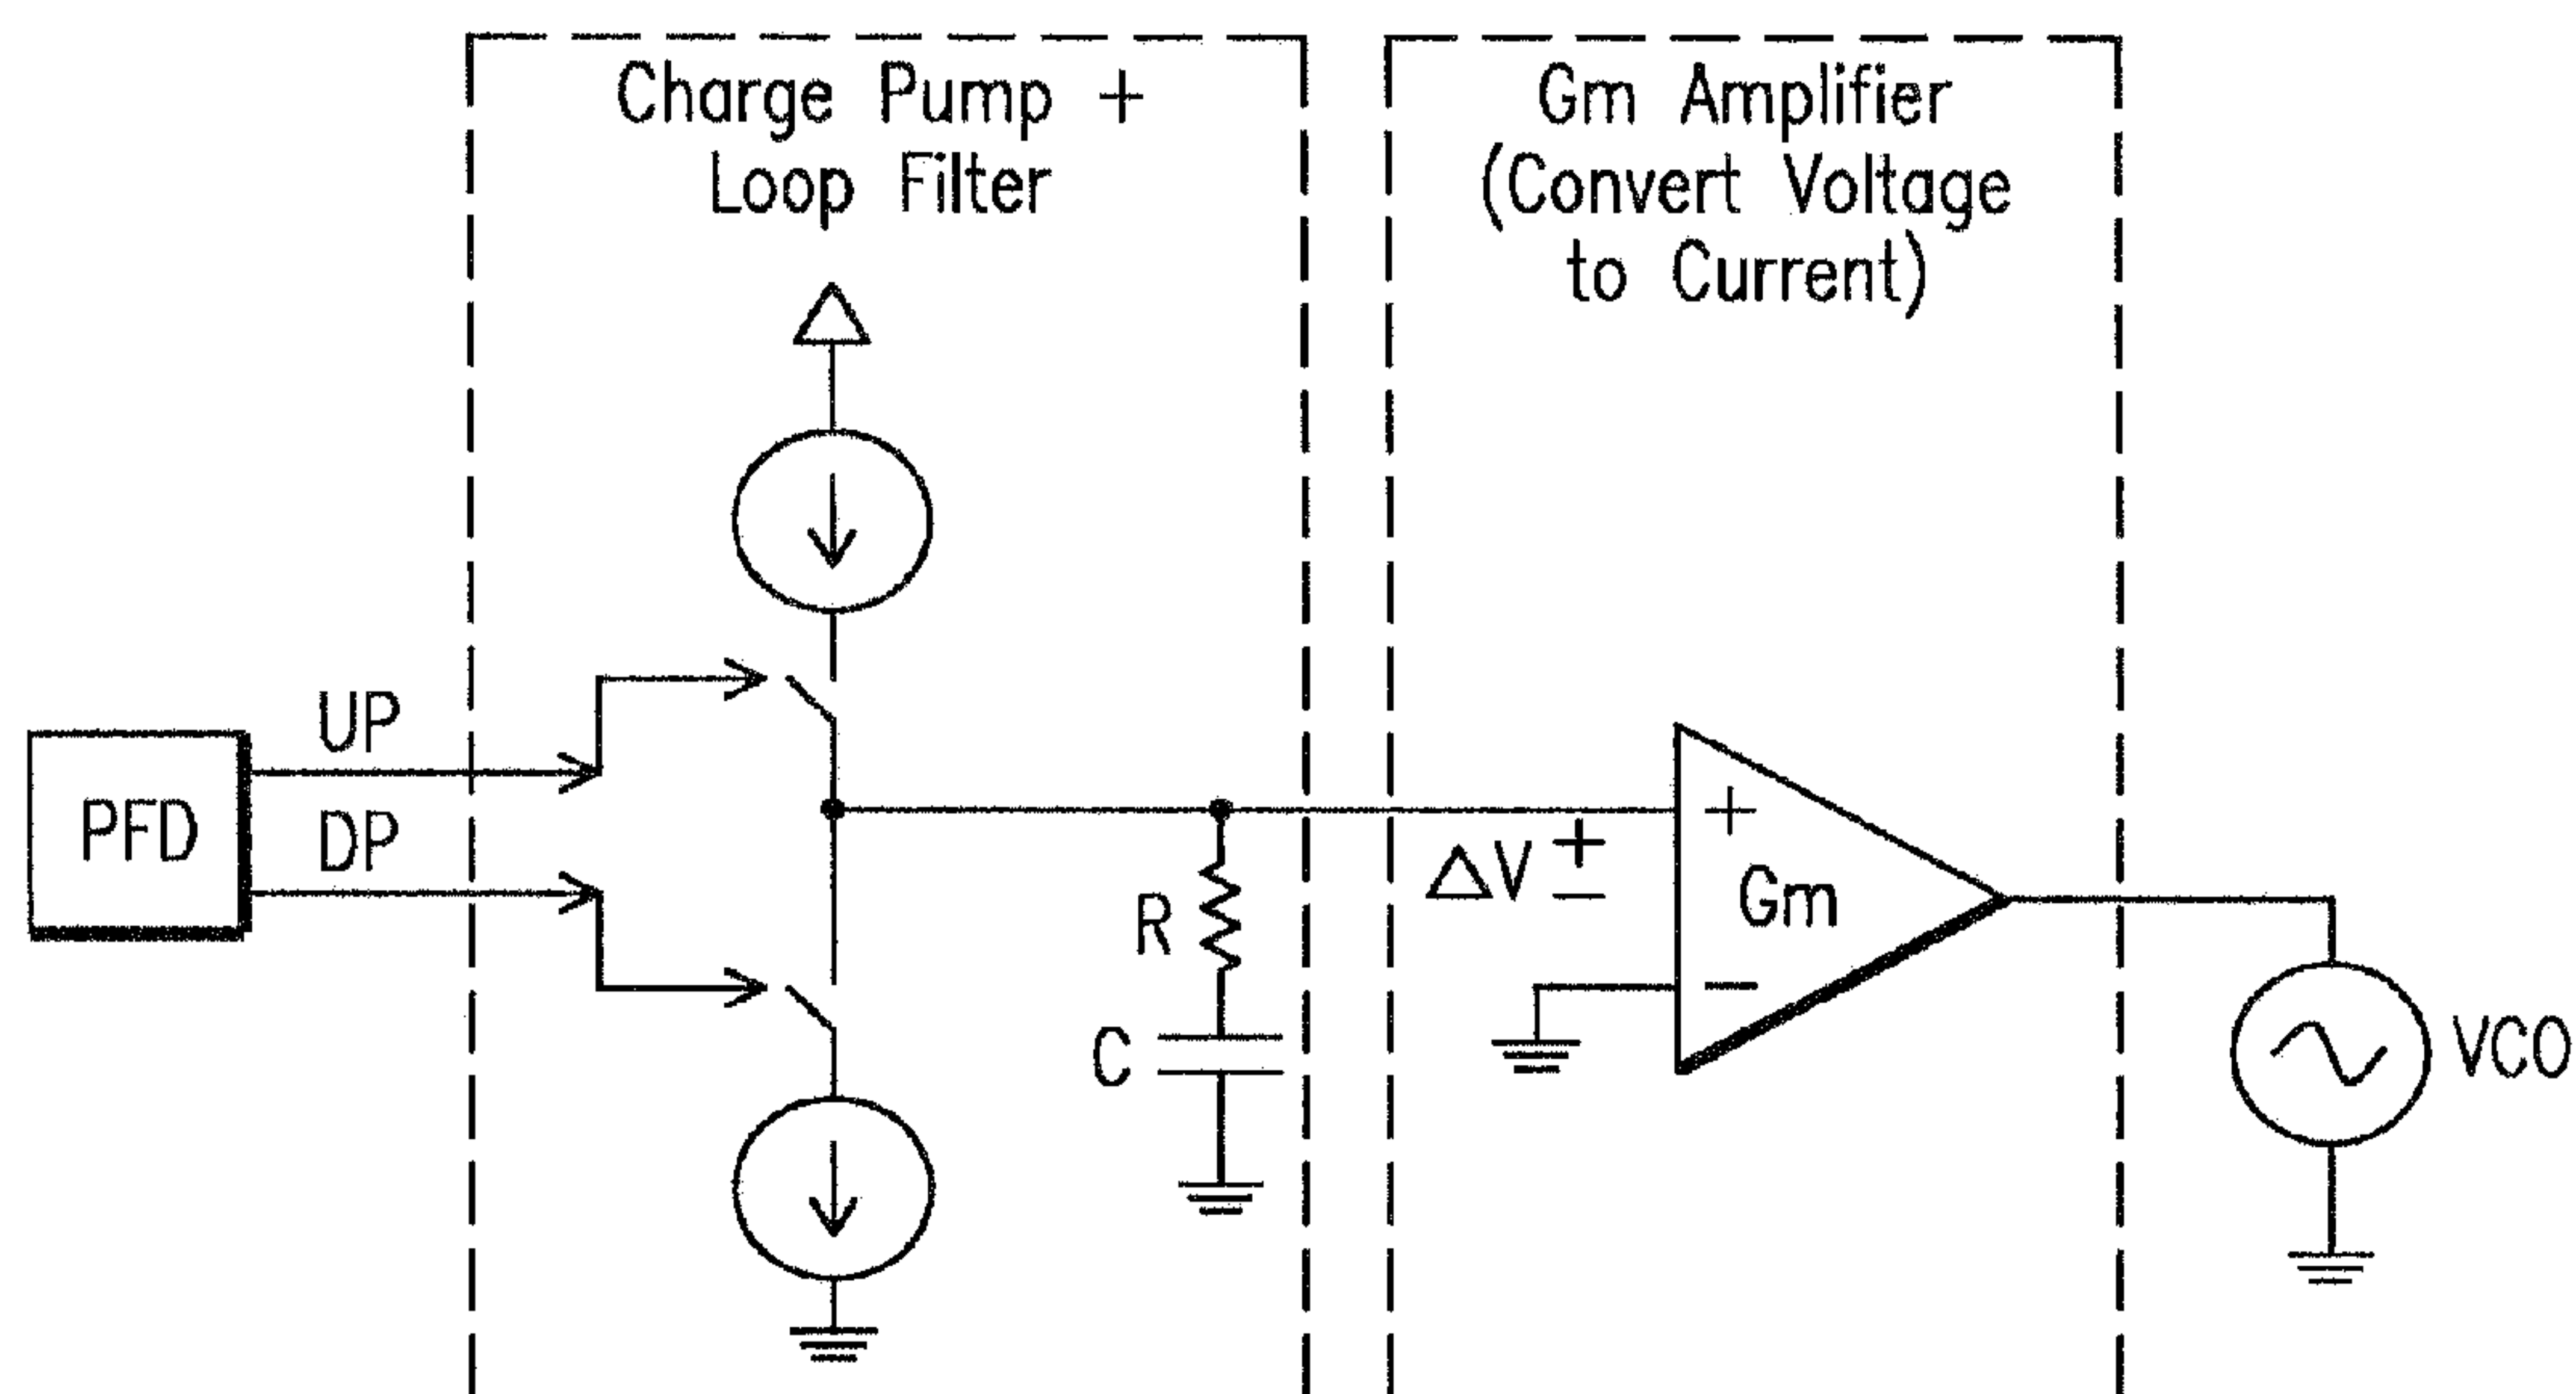 Charge Pump +
Loop Filter
Gm Amplifier
(Convert Voltage
to Current)
UP
PFD
DP
ΔV + −
+
Gm
−
R
C
VCO